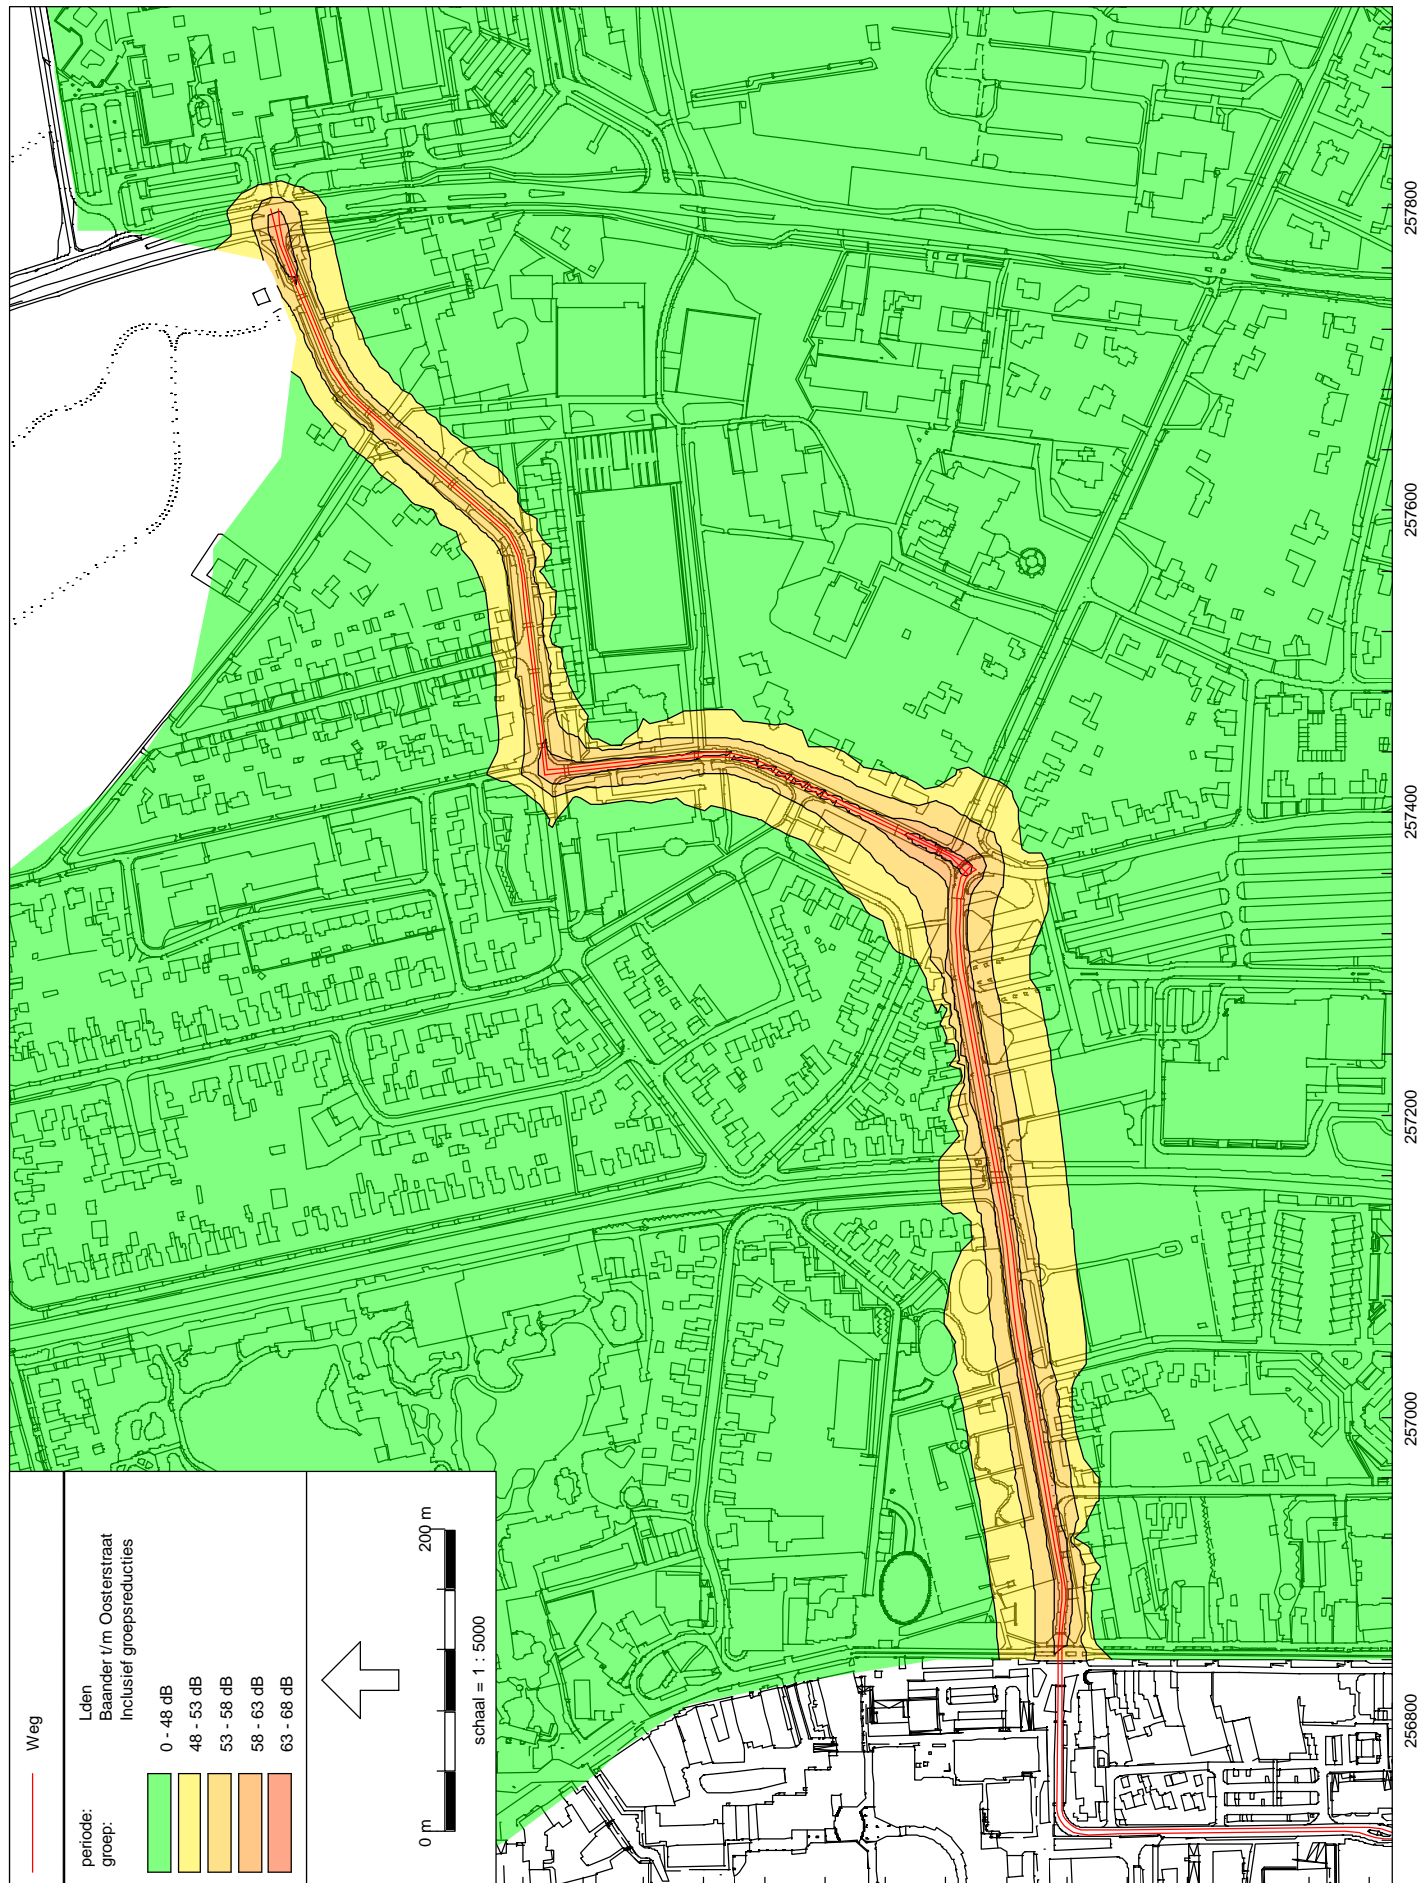 Weg
periode: Lden
groep: Baander t/m Oosterstraat
Inclusief groepsreducties
0 - 48 dB
48 - 53 dB
53 - 58 dB
58 - 63 dB
63 - 68 dB
0 m 200 m
schaal = 1 : 5000
256800 257000 257200 257400 257600 257800